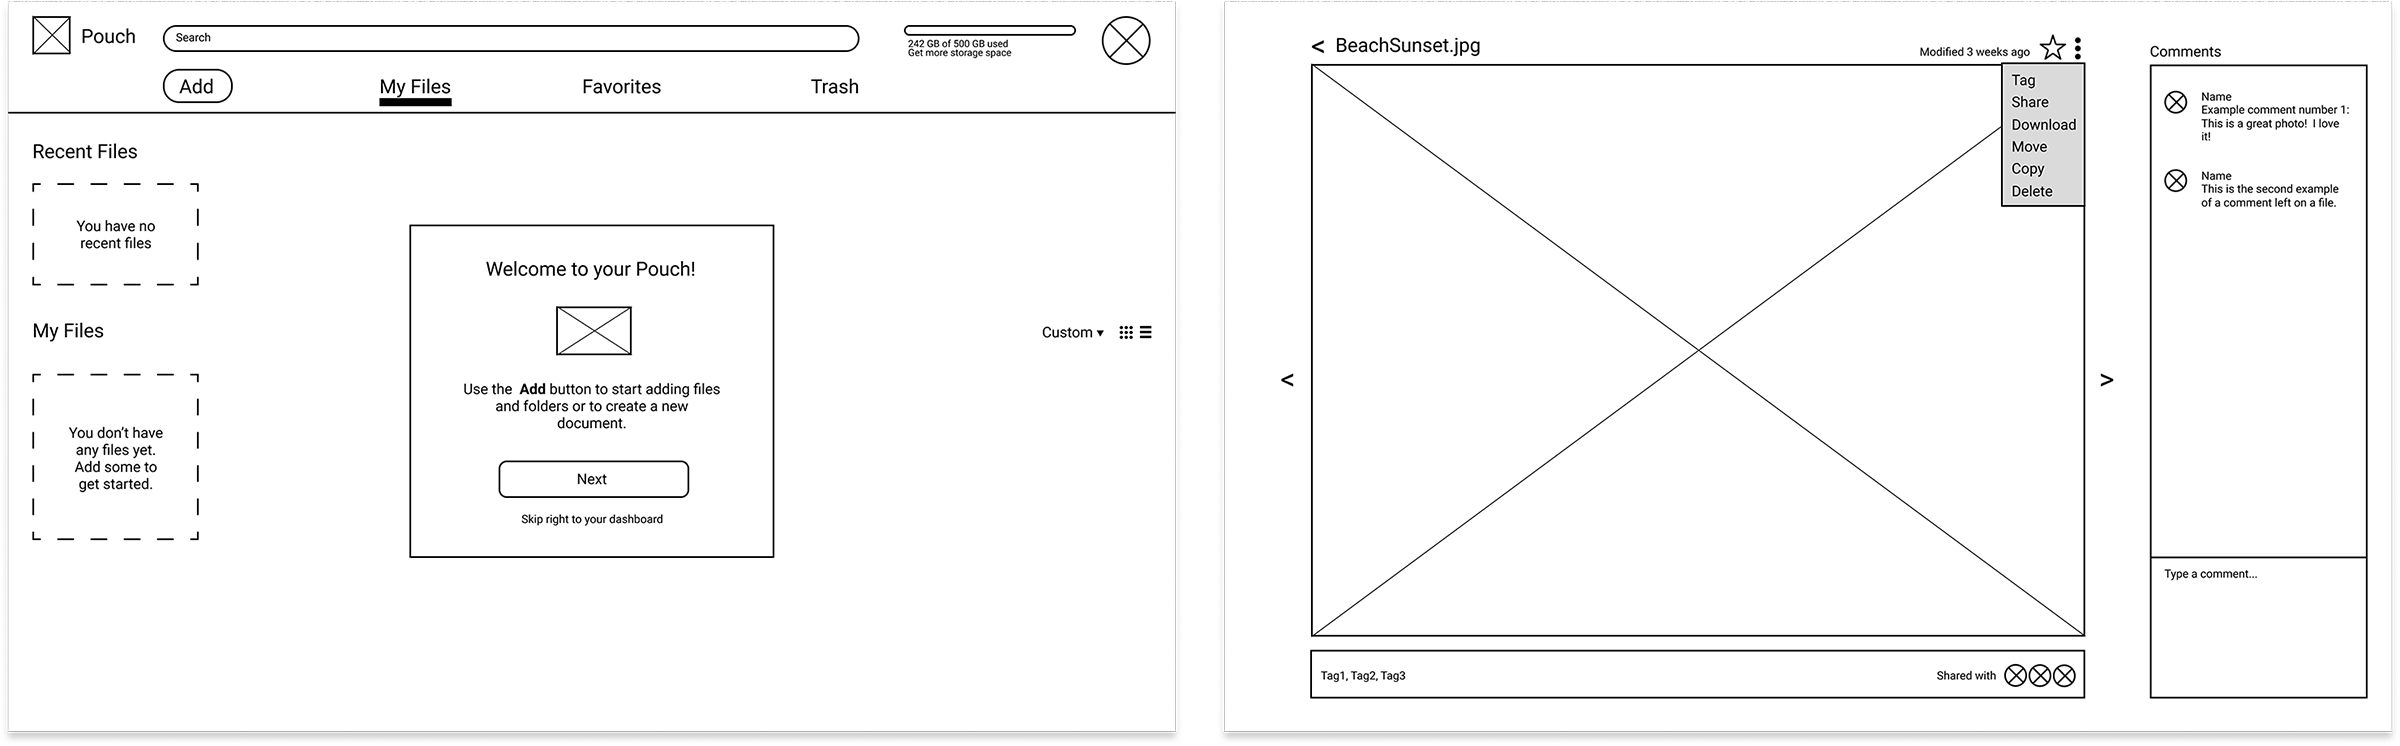 Pouch
Search
242 GB of 500 GB used
Get more storage space
Add
My Files
Favorites
Trash
Recent Files
You have no
recent files
My Files
Custom
You don't have
any files yet.
Add some to
get started.
Welcome to your Pouch!
Use the Add button to start adding files
and folders or to create a new
document.
Next
Skip right to your dashboard
< BeachSunset.jpg
Modified 3 weeks ago
Tag
Share
Download
Move
Copy
Delete
<
>
Tag1, Tag2, Tag3
Shared with
Comments
Name
Example comment number 1:
This is a great photo! I love
it!
Name
This is the second example
of a comment left on a file.
Type a comment...